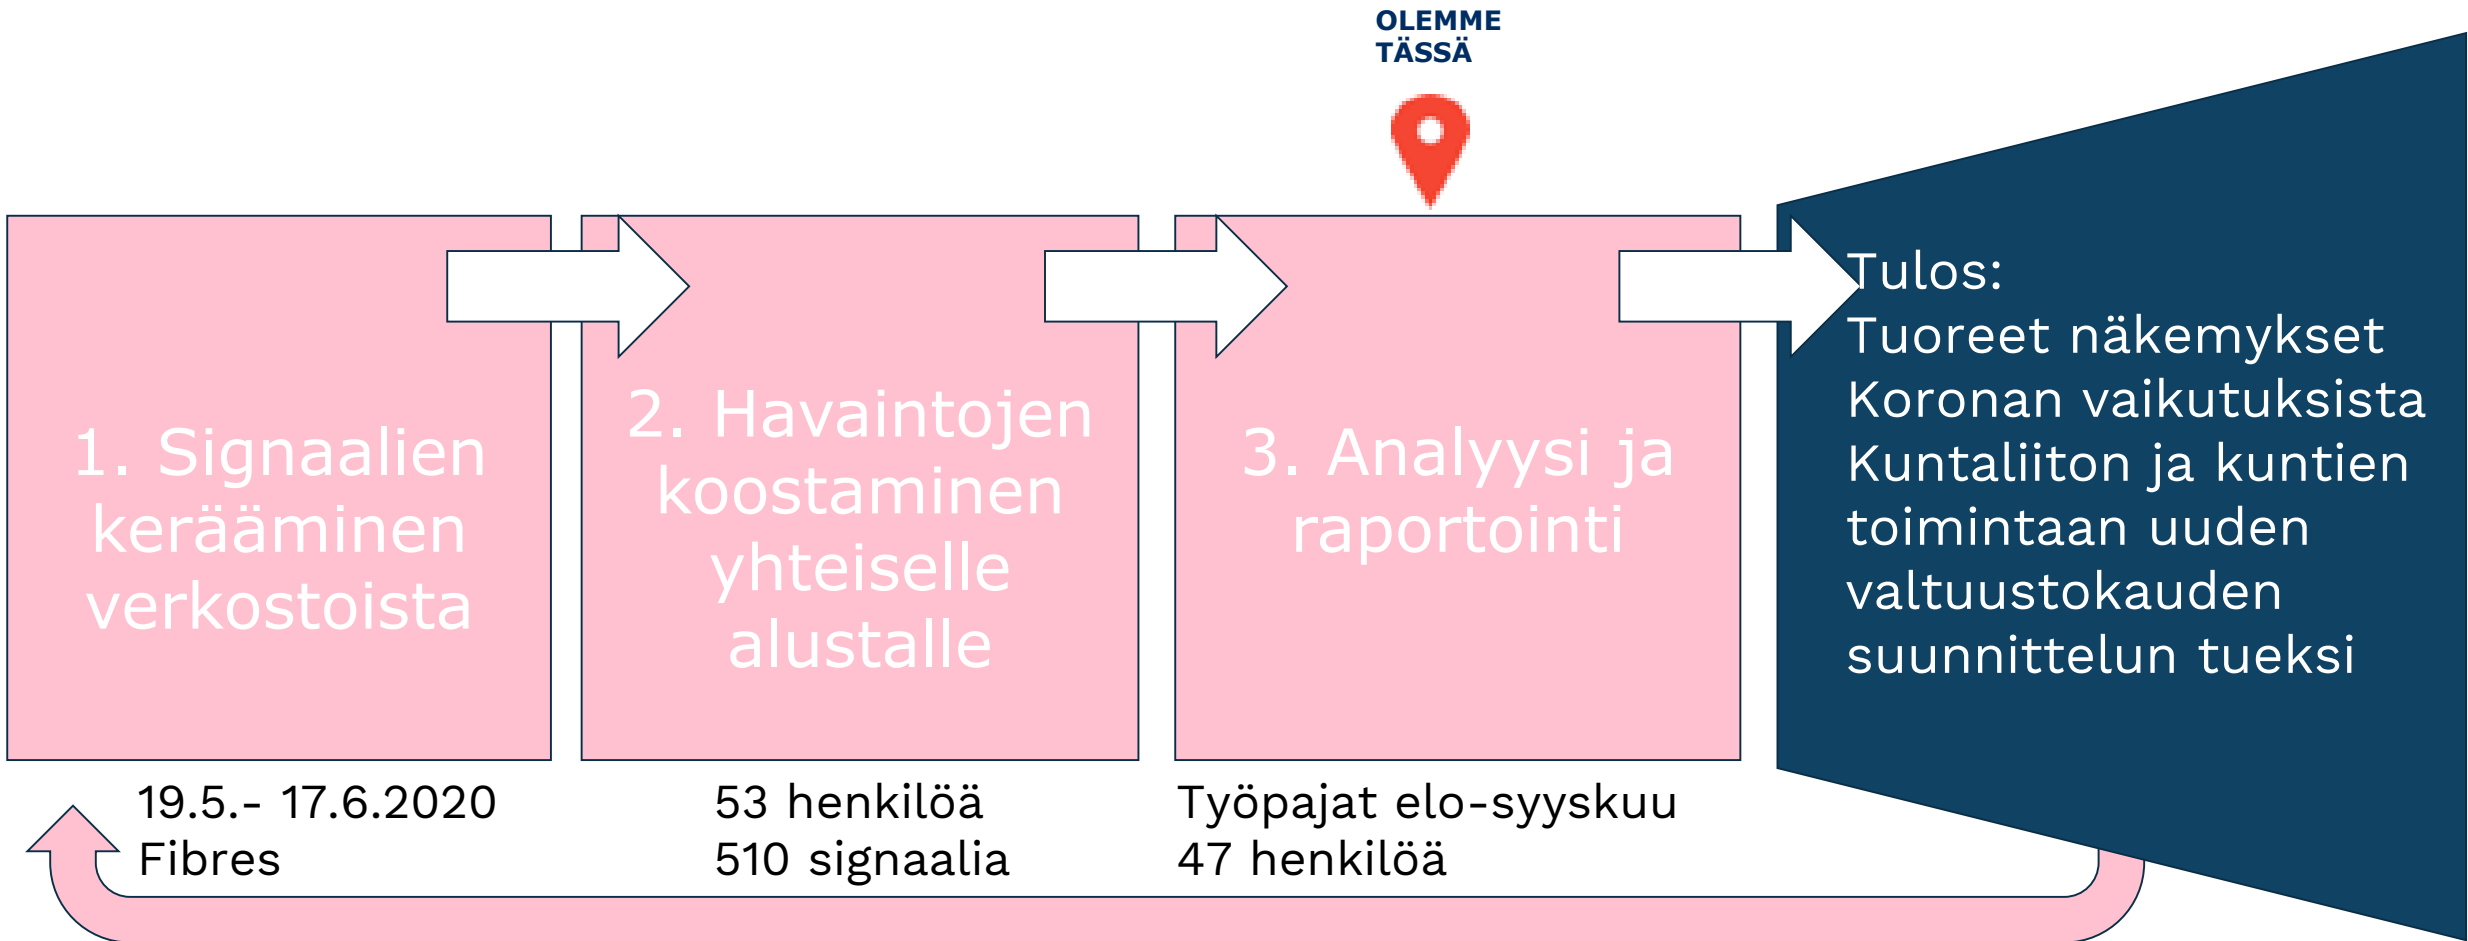 OLEMME
TÄSSÄ
1. Signaalien
kerääminen
verkostoista
2. Havaintojen
koostaminen
yhteiselle
alustalle
3. Analyysi ja
raportointi
Tulos:
Tuoreet näkemykset
Koronan vaikutuksista
Kuntaliiton ja kuntien
toimintaan uuden
valtuustokauden
suunnittelun tueksi
19.5.- 17.6.2020
Fibres
53 henkilöä
510 signaalia
Työpajat elo-syyskuu
47 henkilöä